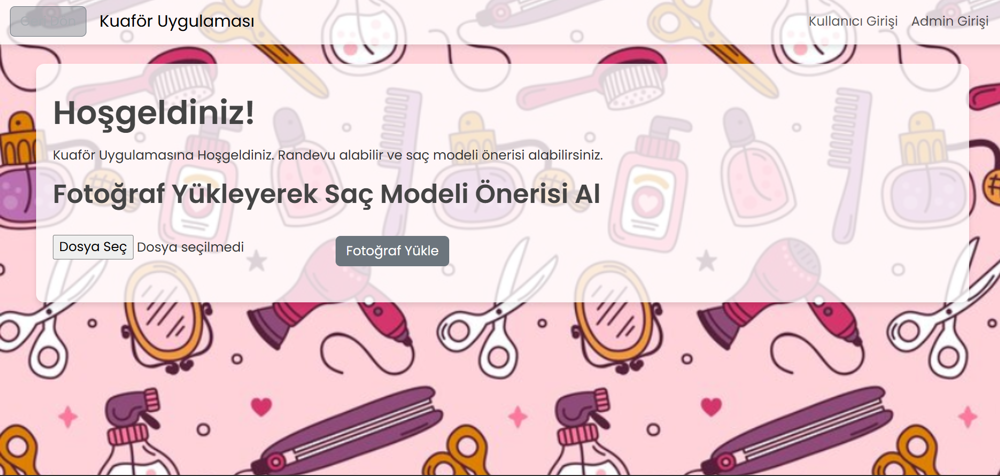 Geri Dön
Kuaför Uygulaması
Kullanıcı Girişi
Admin Girişi
Hoşgeldiniz!
Kuaför Uygulamasına Hoşgeldiniz. Randevu alabilir ve saç modeli önerisi alabilirsiniz.
Fotoğraf Yükleyerek Saç Modeli Önerisi Al
Dosya Seç Dosya seçilmedi
Fotoğraf Yükle